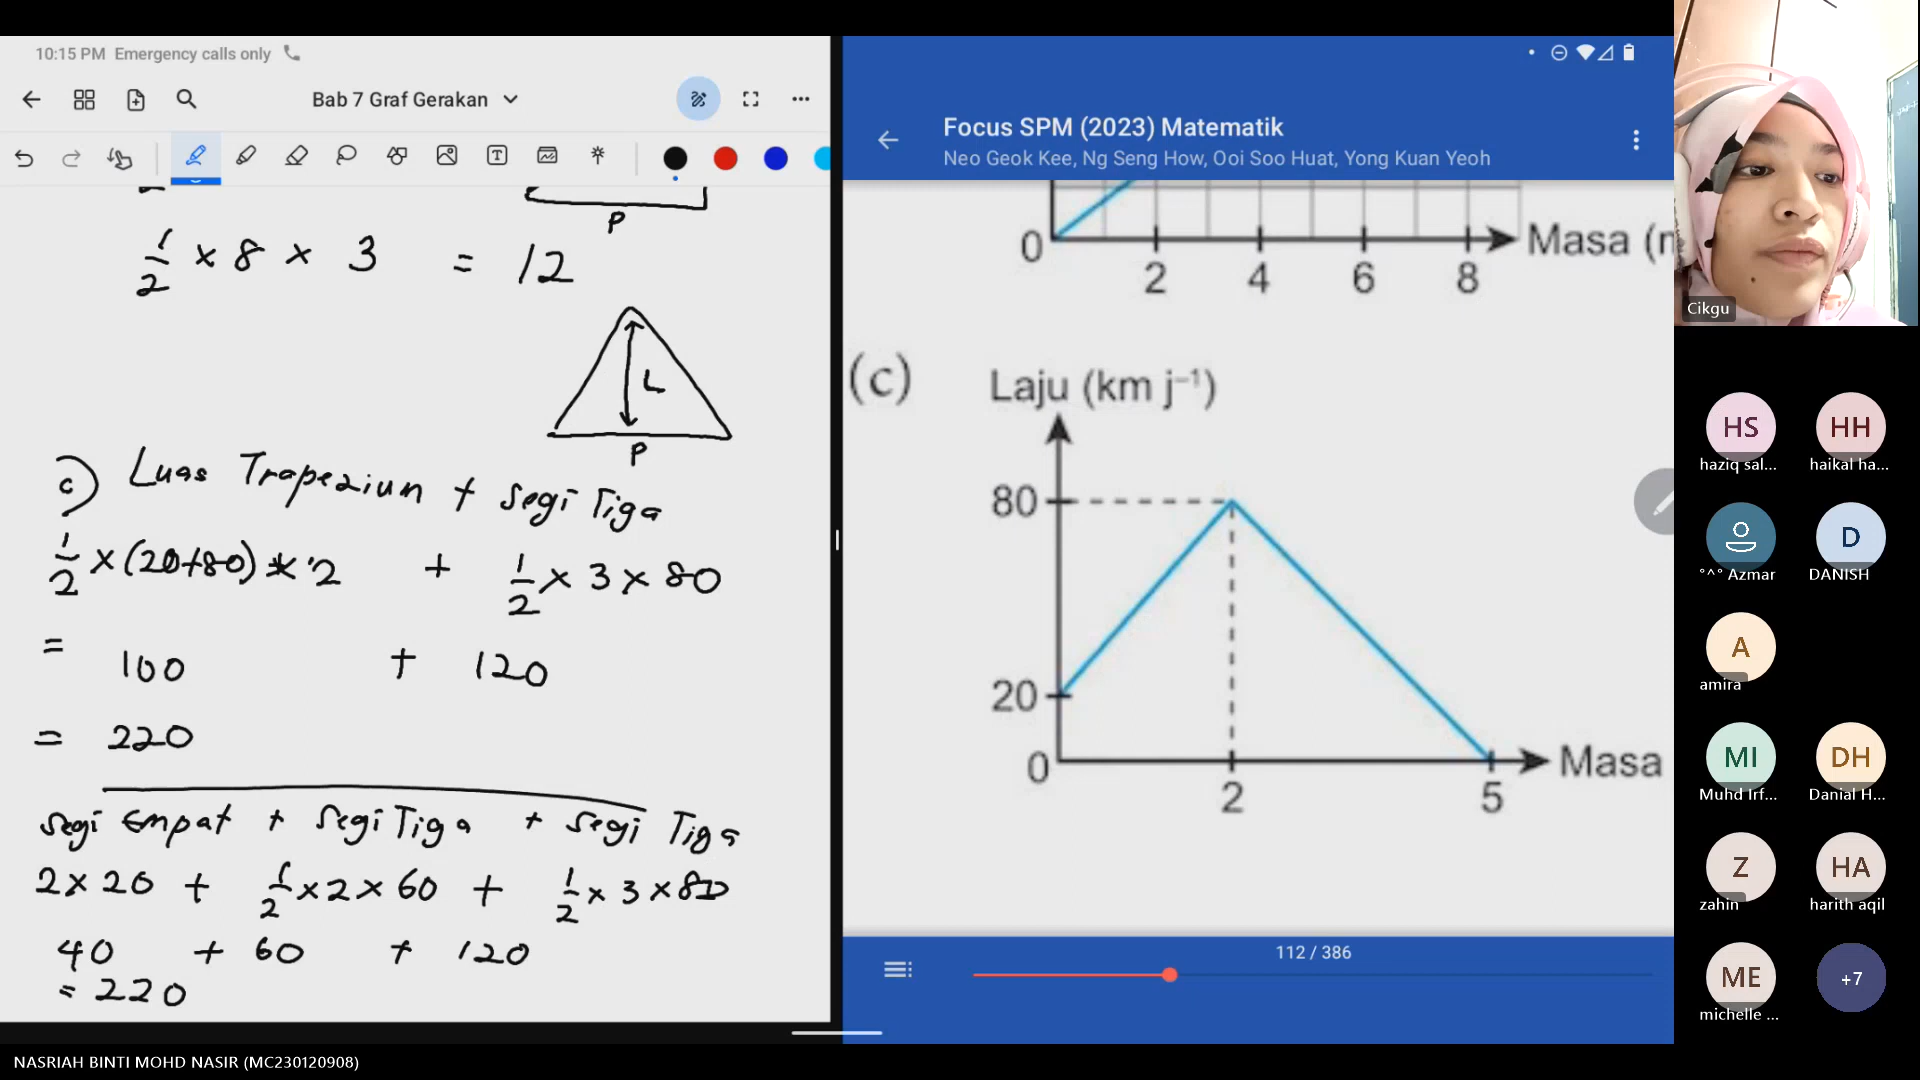 10:15 PM Emergency calls only
Bab 7 Graf Gerakan
P
1/2 × 8 × 3 = 12
L
P
c) Luas Trapezium + Segi Tiga
1/2 × (20+80) × 2 + 1/2 × 3 × 80
= 100 + 120
= 220
Segi Empat + Segi Tiga + Segi Tiga
2 × 20 + 1/2 × 2 × 60 + 1/2 × 3 × 80
40 + 60 + 120
= 220
Focus SPM (2023) Matematik
Neo Geok Kee, Ng Seng How, Ooi Soo Huat, Yong Kuan Yeoh
0 Masa (
2 4 6 8
(c)
Laju (km j⁻¹)
80
20
0 Masa
2 5
112 / 386
Cikgu
HS HH
haziq sal... haikal ha...
D
°^° Azmar DANISH
A
amira
MI DH
Muhd Irf... Danial H...
Z HA
zahin harith aqil
ME +7
michelle ...
NASRIAH BINTI MOHD NASIR (MC230120908)